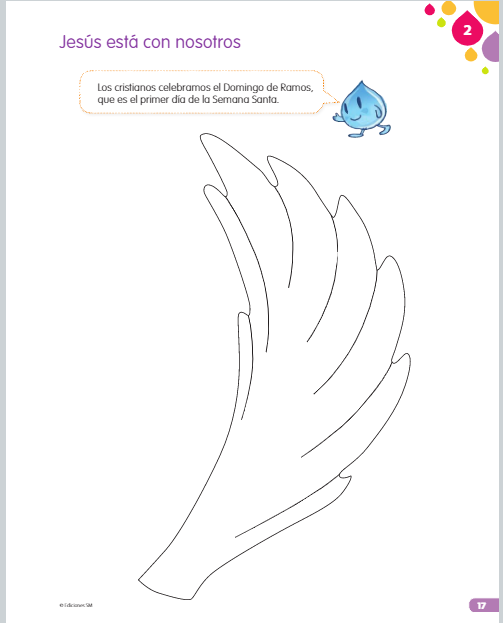 2
Jesús está con nosotros
Los cristianos celebramos el Domingo de Ramos,
que es el primer día de la Semana Santa.
© Ediciones SM
17